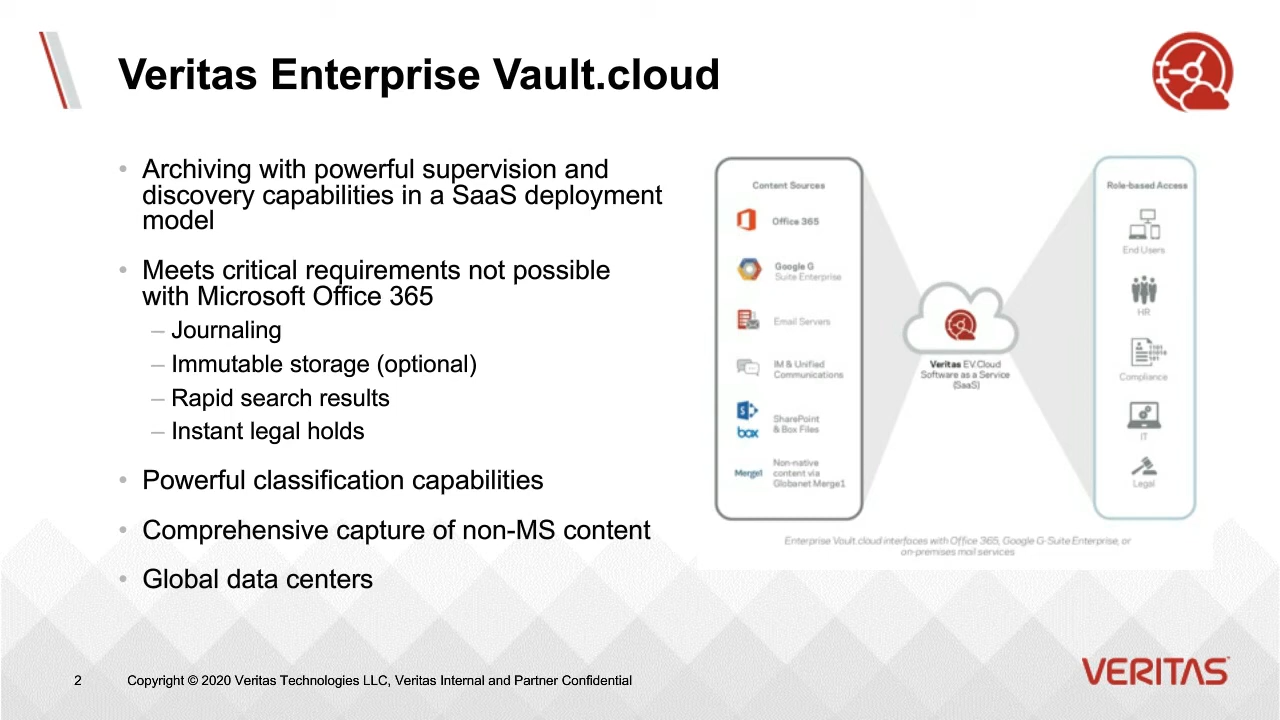 Veritas Enterprise Vault.cloud
• Archiving with powerful supervision and
discovery capabilities in a SaaS deployment
model
• Meets critical requirements not possible
with Microsoft Office 365
– Journaling
– Immutable storage (optional)
– Rapid search results
– Instant legal holds
• Powerful classification capabilities
• Comprehensive capture of non-MS content
• Global data centers
Content Sources
Office 365
Google G
Suite Enterprise
Email Servers
IM & Unified
Communications
SharePoint
& Box Files
box
Merge1
Non-native
content via
Globanet Merge1
Veritas EV.Cloud
Software as a Service
(SaaS)
Role-based Access
End Users
HR
1101
01010
101
Compliance
IT
Legal
Enterprise Vault.cloud interfaces with Office 365, Google G-Suite Enterprise, or
on-premises mail services
2
Copyright © 2020 Veritas Technologies LLC, Veritas Internal and Partner Confidential
VERITAS